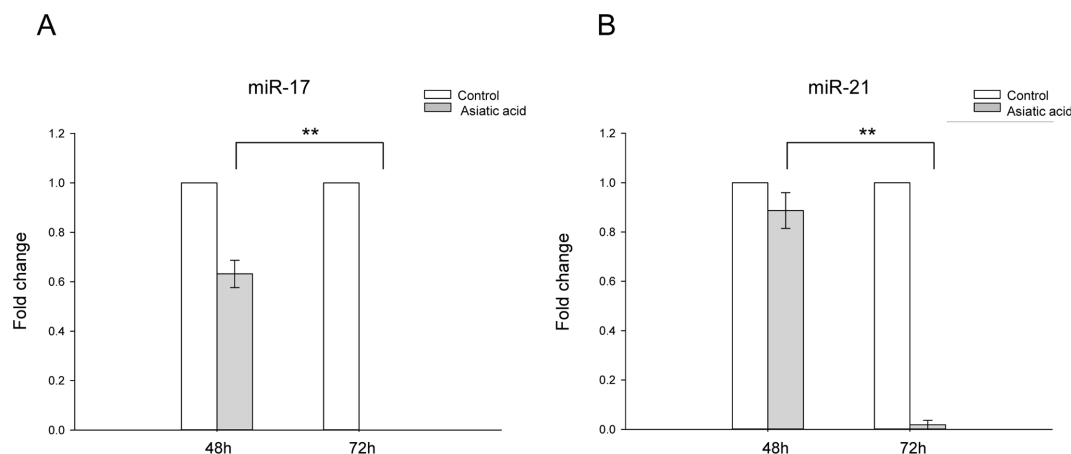 A
miR-17
Control
Asiatic acid
**
Fold change
1.2
1.0
0.8
0.6
0.4
0.2
0.0
48h
72h
B
miR-21
Control
Asiatic acid
**
Fold change
1.2
1.0
0.8
0.6
0.4
0.2
0.0
48h
72h